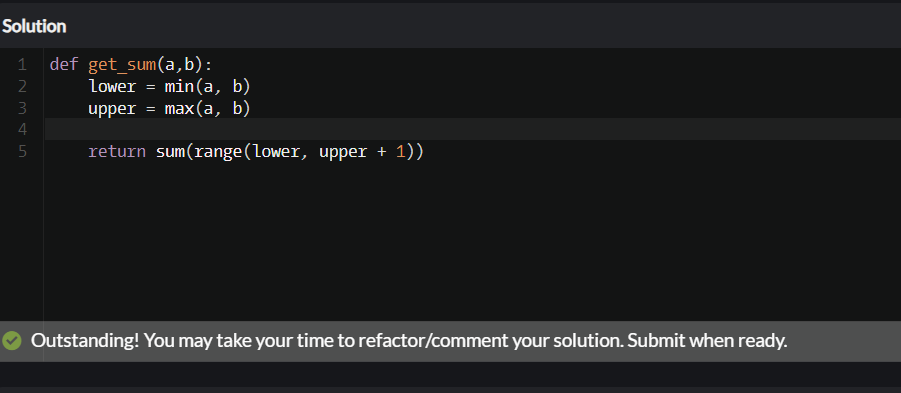 Solution
1 def get_sum(a,b):
2     lower = min(a, b)
3     upper = max(a, b)
4
5     return sum(range(lower, upper + 1))
Outstanding! You may take your time to refactor/comment your solution. Submit when ready.